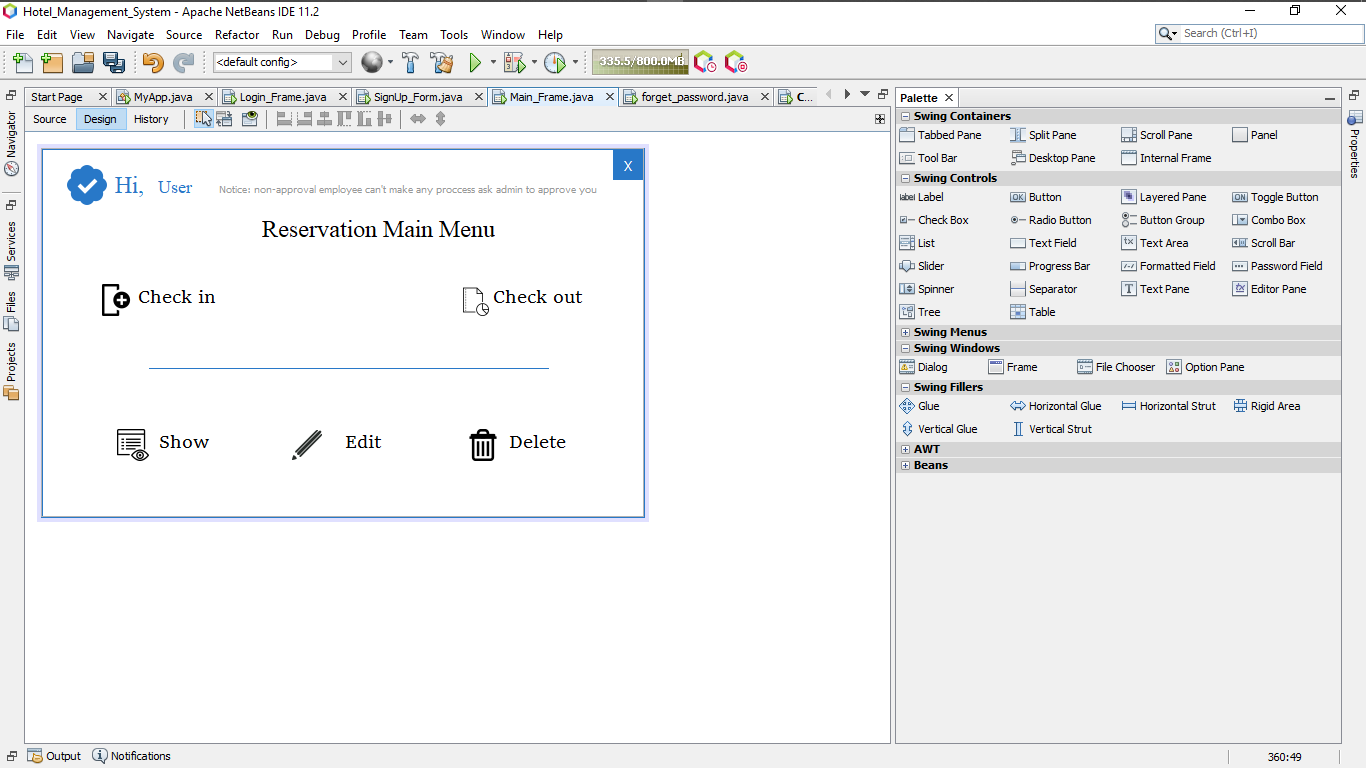 Hotel_Management_System - Apache NetBeans IDE 11.2
File Edit View Navigate Source Refactor Run Debug Profile Team Tools Window Help
Search (Ctrl+I)
<default config>
335.5/800.0MB
Start Page MyApp.java Login_Frame.java SignUp_Form.java Main_Frame.java forget_password.java C...
Source Design History
Navigator
Services
Files
Projects
X
Hi, User
Notice: non-approval employee can't make any proccess ask admin to approve you
Reservation Main Menu
Check in Check out
Show Edit Delete
Palette
Swing Containers
Tabbed Pane Split Pane Scroll Pane Panel
Tool Bar Desktop Pane Internal Frame
Swing Controls
label Label OK Button Layered Pane ON Toggle Button
Check Box Radio Button Button Group Combo Box
List Text Field Text Area Scroll Bar
Slider Progress Bar Formatted Field Password Field
Spinner Separator Text Pane Editor Pane
Tree Table
Swing Menus
Swing Windows
Dialog Frame File Chooser Option Pane
Swing Fillers
Glue Horizontal Glue Horizontal Strut Rigid Area
Vertical Glue Vertical Strut
AWT
Beans
Properties
Output Notifications
360:49